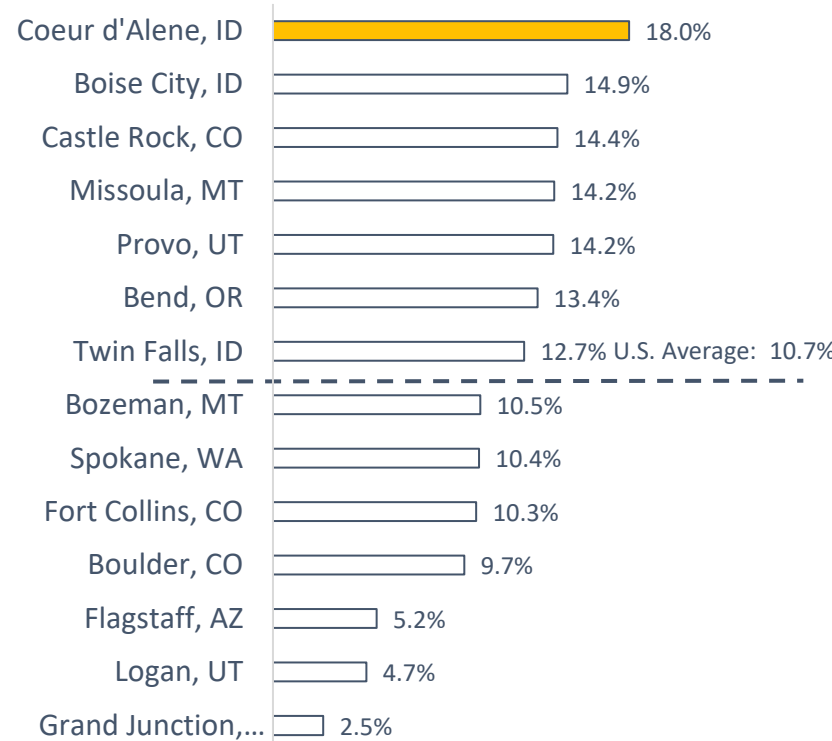 Coeur d'Alene, ID 18.0%
Boise City, ID 14.9%
Castle Rock, CO 14.4%
Missoula, MT 14.2%
Provo, UT 14.2%
Bend, OR 13.4%
Twin Falls, ID 12.7% U.S. Average: 10.7%
Bozeman, MT 10.5%
Spokane, WA 10.4%
Fort Collins, CO 10.3%
Boulder, CO 9.7%
Flagstaff, AZ 5.2%
Logan, UT 4.7%
Grand Junction,... 2.5%